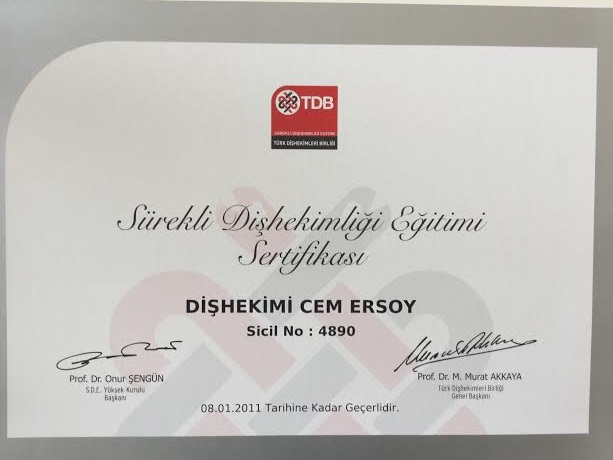 TDB
SÜREKLİ DİŞHEKİMLİĞİ EĞİTİMİ
TÜRK DİŞHEKİMLERİ BİRLİĞİ
Sürekli Dişhekimliği Eğitimi
Sertifikası
DİŞHEKİMİ CEM ERSOY
Sicil No : 4890
Prof. Dr. Onur ŞENGÜN
S.D.E. Yüksek Kurulu
Başkanı
Prof. Dr. M. Murat AKKAYA
Türk Dişhekimleri Birliği
Genel Başkanı
08.01.2011 Tarihine Kadar Geçerlidir.